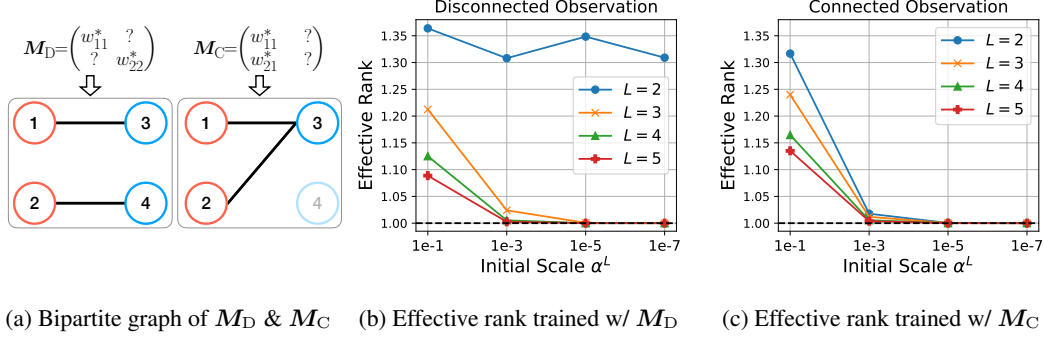 M_D=(w*_11 ? ? w*_22)
M_C=(w*_11 ? w*_21 ?)
1 3
2 4
1 3
2 4
Disconnected Observation
Effective Rank
1.35
1.30
1.25
1.20
1.15
1.10
1.05
1.00
L = 2
L = 3
L = 4
L = 5
1e-1 1e-3 1e-5 1e-7
Initial Scale α^L
Connected Observation
Effective Rank
1.35
1.30
1.25
1.20
1.15
1.10
1.05
1.00
L = 2
L = 3
L = 4
L = 5
1e-1 1e-3 1e-5 1e-7
Initial Scale α^L
(a) Bipartite graph of M_D & M_C
(b) Effective rank trained w/ M_D
(c) Effective rank trained w/ M_C